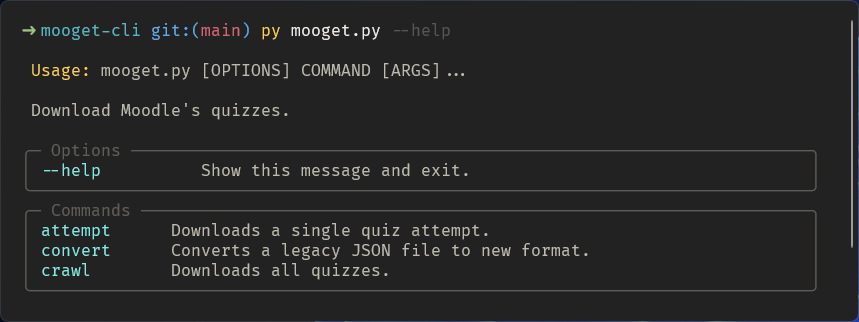 ➜ mooget-cli git:(main) py mooget.py --help
Usage: mooget.py [OPTIONS] COMMAND [ARGS]...
Download Moodle's quizzes.
Options
--help Show this message and exit.
Commands
attempt Downloads a single quiz attempt.
convert Converts a legacy JSON file to new format.
crawl Downloads all quizzes.